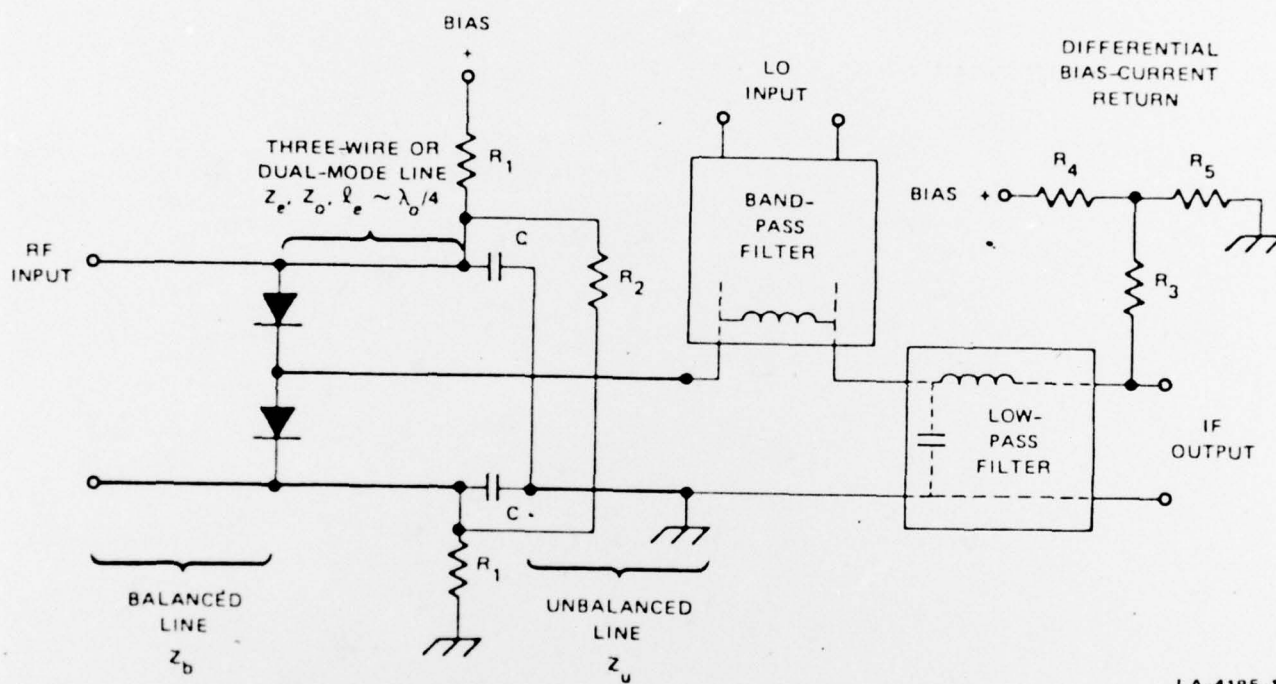 BIAS
+
LO
INPUT
DIFFERENTIAL
BIAS-CURRENT
RETURN
THREE-WIRE OR
DUAL-MODE LINE
Z_e, Z_o, ℓ_e ~ λ_o/4
R_1
R_4
R_5
BIAS +
BAND-
PASS
FILTER
RF
INPUT
C
R_2
R_3
LOW-
PASS
FILTER
IF
OUTPUT
C
R_1
BALANCED
LINE
Z_b
UNBALANCED
LINE
Z_u